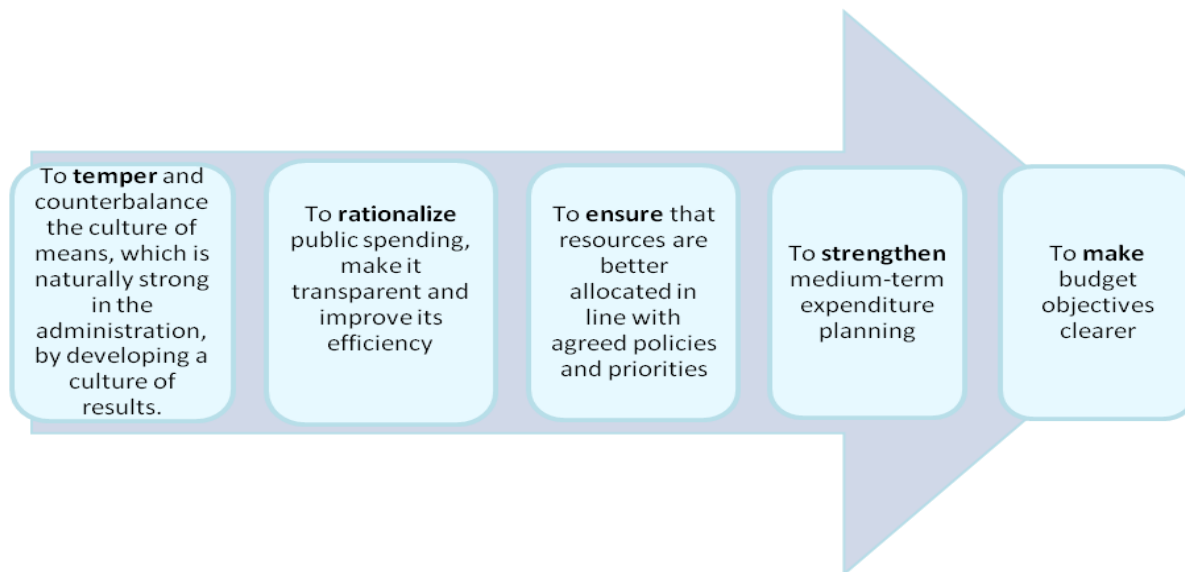 To temper and
counterbalance
the culture of
means, which is
naturally strong
in the
administration,
by developing a
culture of
results.
To rationalize
public spending,
make it
transparent and
improve its
efficiency
To ensure that
resources are
better
allocated in
line with
agreed policies
and priorities
To strengthen
medium-term
expenditure
planning
To make
budget
objectives
clearer